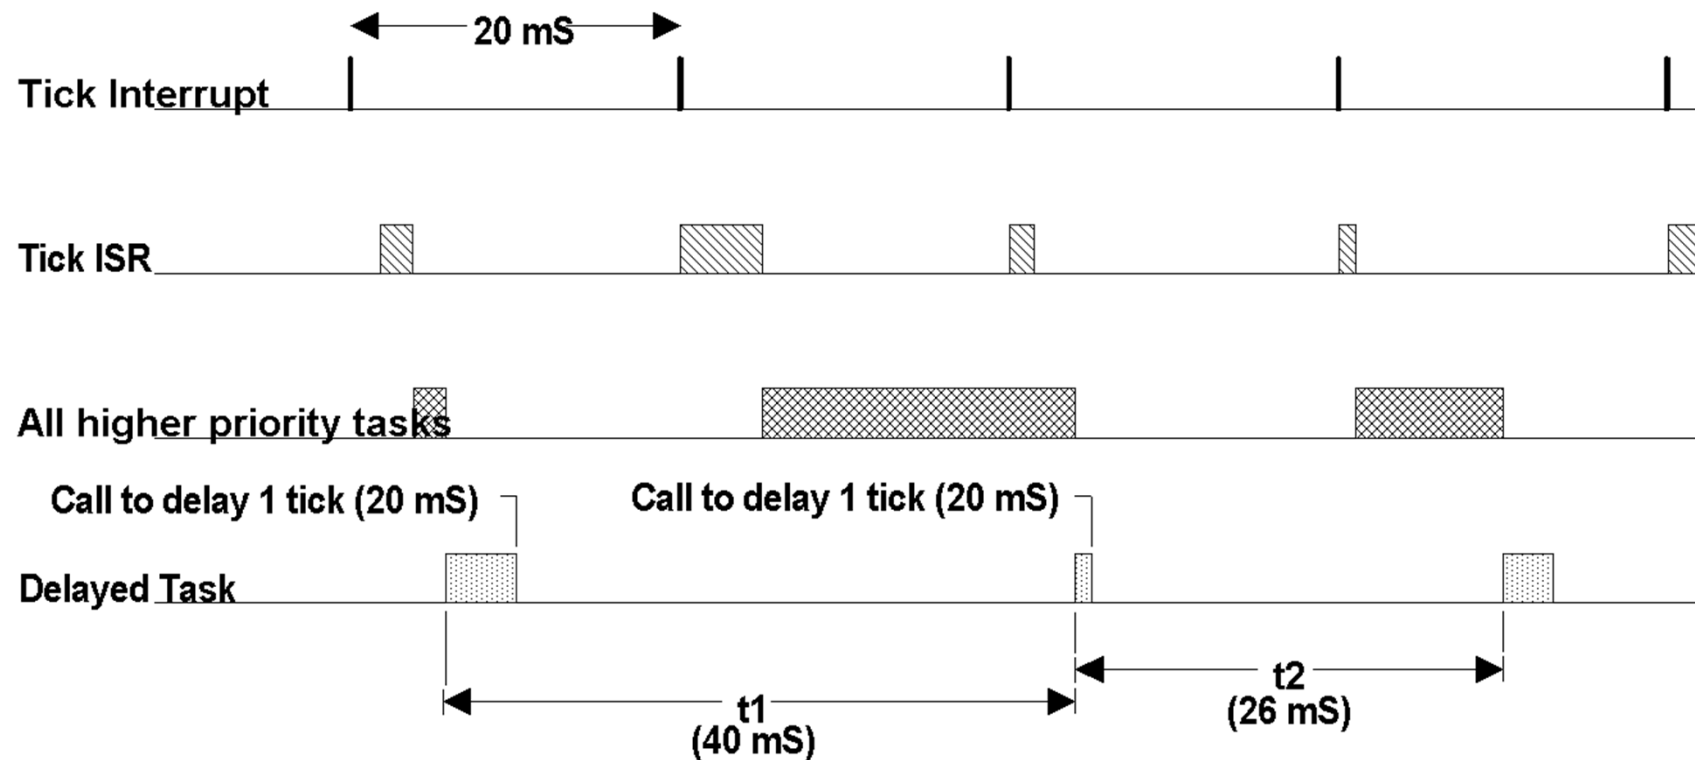 20 mS
Tick Interrupt
Tick ISR
All higher priority tasks
Call to delay 1 tick (20 mS)
Call to delay 1 tick (20 mS)
Delayed Task
t1
(40 mS)
t2
(26 mS)